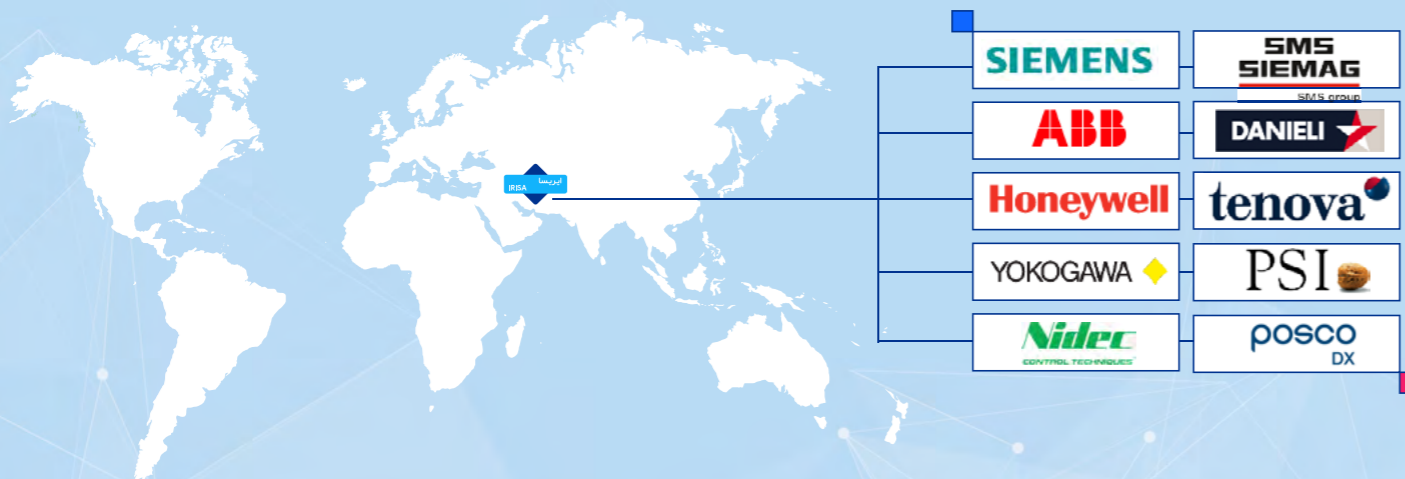 ایریسا
IRISA
SIEMENS
SMS
SIEMAG
SMS group
ABB
DANIELI
Honeywell
tenova
YOKOGAWA
PSI
Nidec
CONTROL TECHNIQUES
posco
DX